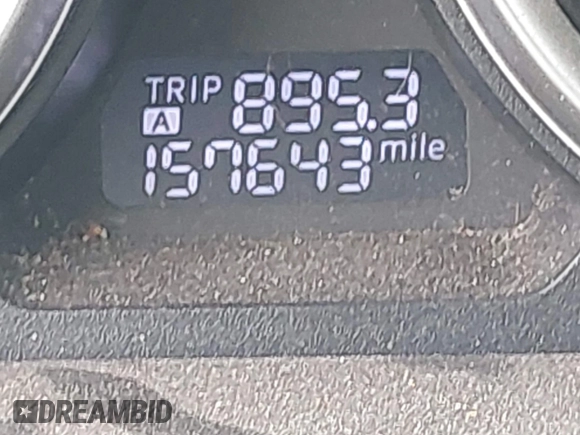 TRIP 895.3
A
157643 mile
DREAMBID